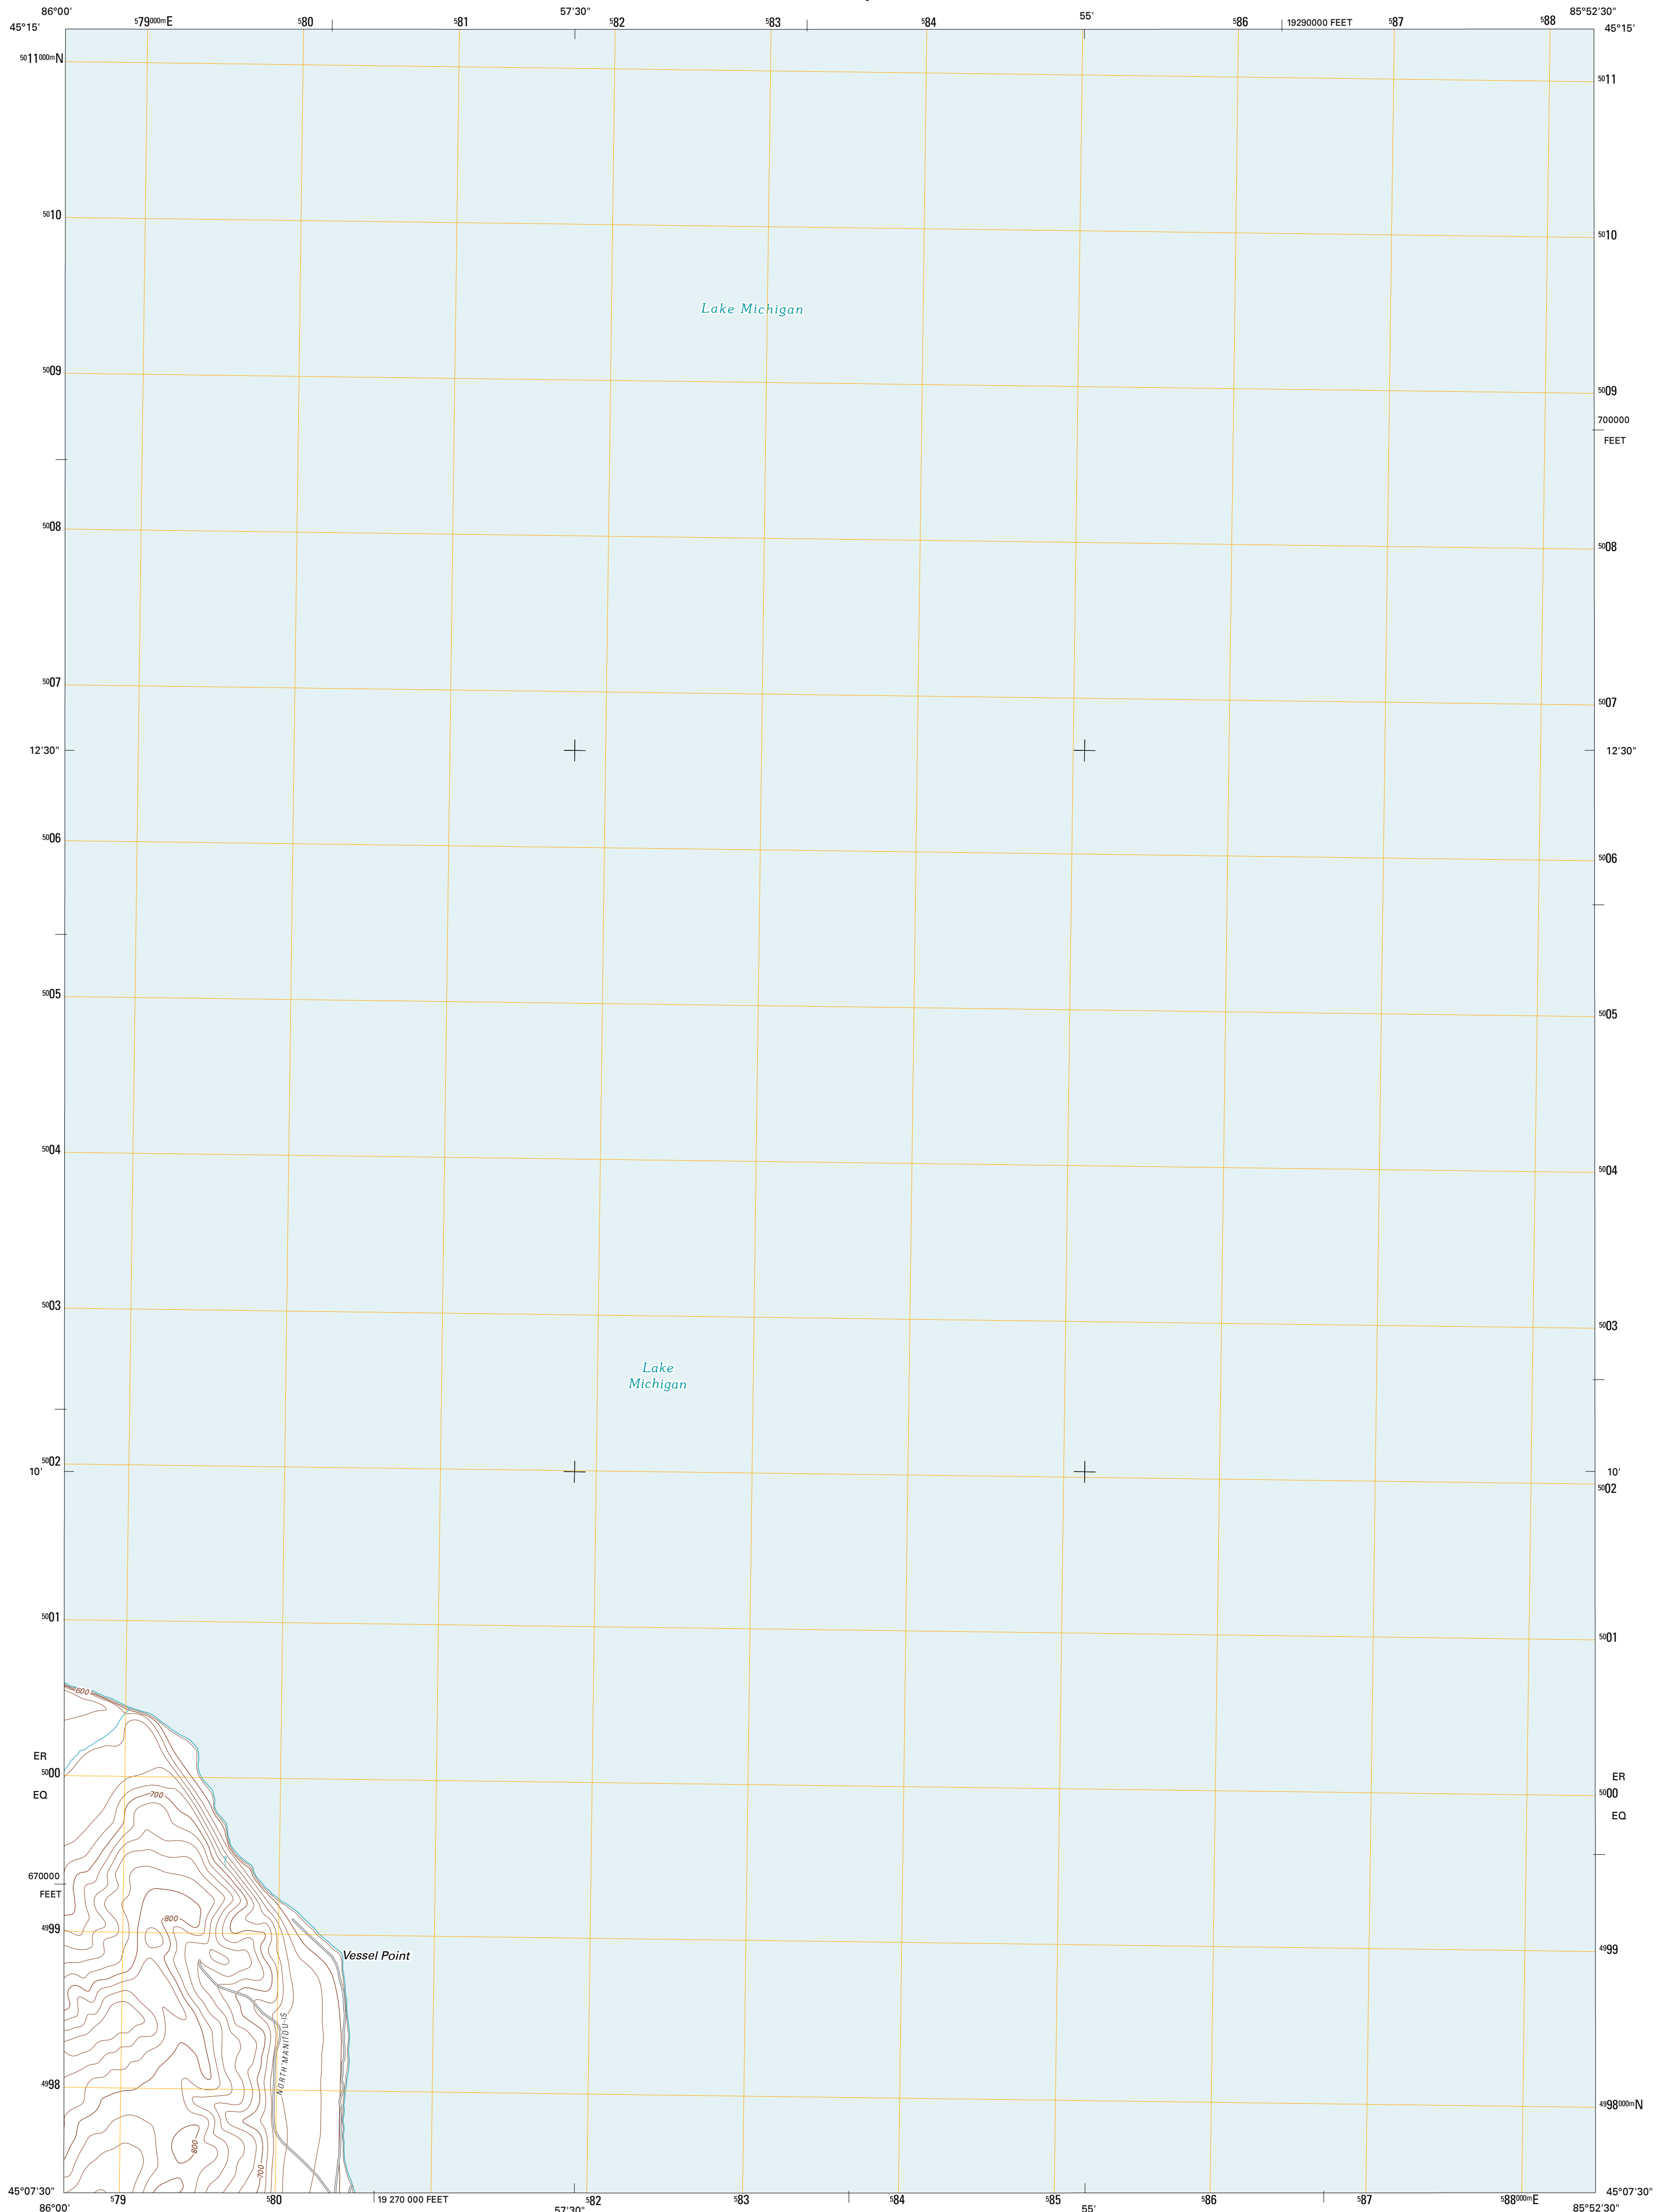 86°00' 579000mE 580 581 57'30" 582 583 584 55' 586 19290000 FEET 587 588 85°52'30"
45°15' 45°15'
5011000mN 5011
5010 5010
Lake Michigan
5009 5009
700000
FEET
5008 5008
5007 5007
12'30" 12'30"
5006 5006
5005 5005
5004 5004
5003 5003
Lake
Michigan
5002
10' 10'
5002
5001 5001
600
ER ER
5000 5000
EQ EQ
700
670000
FEET
800
4999 4999
Vessel Point
NORTH MANITOU IS
4998 4998000mN
800
700
45°07'30" 45°07'30"
86°00' 579 580 19 270 000 FEET 57'30" 582 583 584 585 55' 586 587 588000mE 85°52'30"